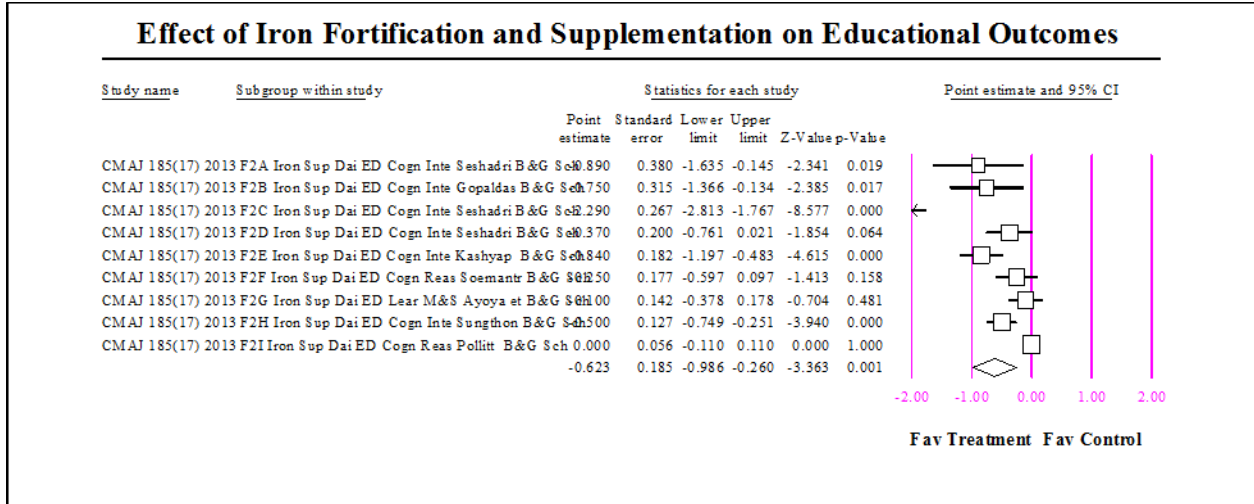 Effect of Iron Fortification and Supplementation on Educational Outcomes
Study name Subgroup within study Statistics for each study Point estimate and 95% CI
Point Standard Lower Upper
estimate error limit limit Z-Value p-Value
CMAJ 185(17) 2013 F2A Iron Sup Dai ED Cogn Inte Seshadri B&G Sch -0.890 0.380 -1.635 -0.145 -2.341 0.019
CMAJ 185(17) 2013 F2B Iron Sup Dai ED Cogn Inte Gopaldas B&G Sch -0.750 0.315 -1.366 -0.134 -2.385 0.017
CMAJ 185(17) 2013 F2C Iron Sup Dai ED Cogn Inte Seshadri B&G Sch -2.290 0.267 -2.813 -1.767 -8.577 0.000
CMAJ 185(17) 2013 F2D Iron Sup Dai ED Cogn Inte Seshadri B&G Sch -0.370 0.200 -0.761 0.021 -1.854 0.064
CMAJ 185(17) 2013 F2E Iron Sup Dai ED Cogn Inte Kashyap B&G Sch -0.840 0.182 -1.197 -0.483 -4.615 0.000
CMAJ 185(17) 2013 F2F Iron Sup Dai ED Cogn Reas Soemantr B&G Sch -0.250 0.177 -0.597 0.097 -1.413 0.158
CMAJ 185(17) 2013 F2G Iron Sup Dai ED Lear M&S Ayoya et B&G Sch -0.100 0.142 -0.378 0.178 -0.704 0.481
CMAJ 185(17) 2013 F2H Iron Sup Dai ED Cogn Inte Sungthon B&G Sch -0.500 0.127 -0.749 -0.251 -3.940 0.000
CMAJ 185(17) 2013 F2I Iron Sup Dai ED Cogn Reas Pollitt B&G Sch 0.000 0.056 -0.110 0.110 0.000 1.000
-0.623 0.185 -0.986 -0.260 -3.363 0.001
-2.00 -1.00 0.00 1.00 2.00
Fav Treatment Fav Control